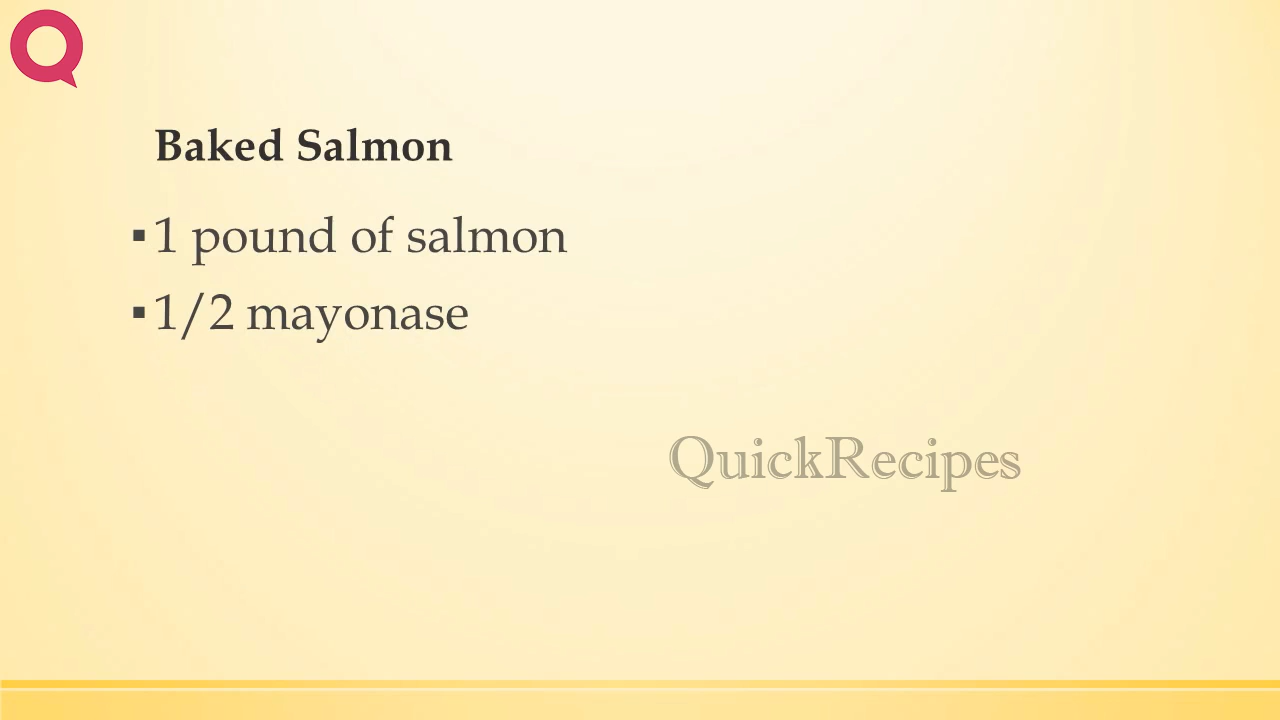 Baked Salmon
▪1 pound of salmon
▪1/2 mayonase
QuickRecipes